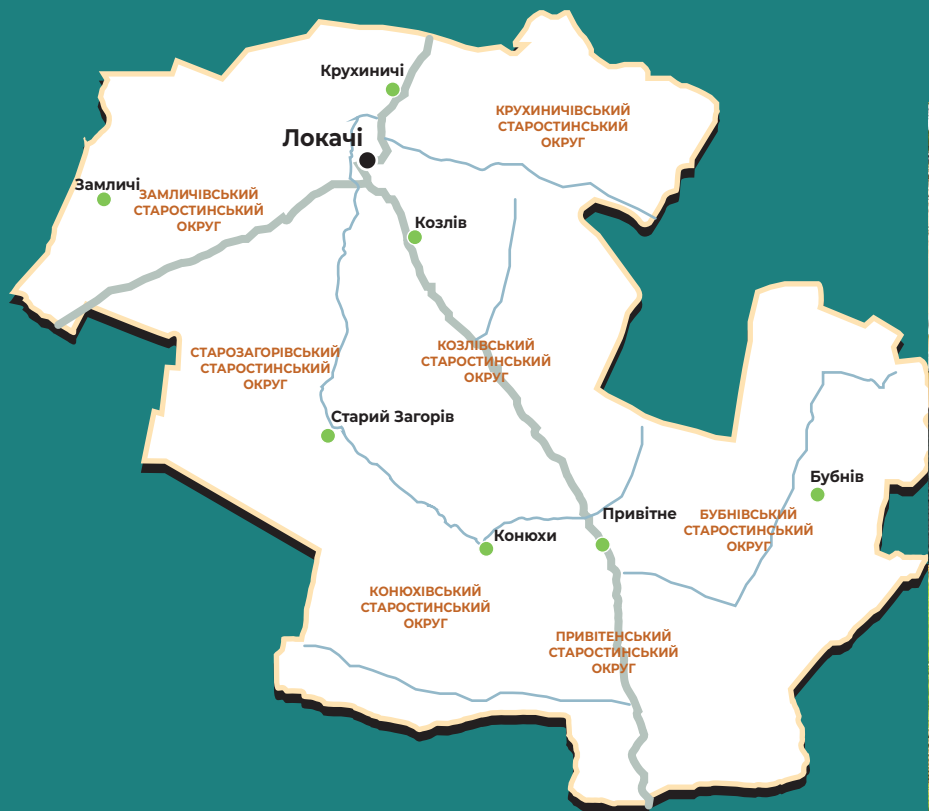 Крухиничі
КРУХИНИЧІВСЬКИЙ
СТАРОСТИНСЬКИЙ
ОКРУГ
Локачі
Замличі
ЗАМЛИЧІВСЬКИЙ
СТАРОСТИНСЬКИЙ
ОКРУГ
Козлів
СТАРОЗАГОРІВСЬКИЙ
СТАРОСТИНСЬКИЙ
ОКРУГ
КОЗЛІВСЬКИЙ
СТАРОСТИНСЬКИЙ
ОКРУГ
Старий Загорів
Бубнів
Привітне
БУБНІВСЬКИЙ
СТАРОСТИНСЬКИЙ
ОКРУГ
Конюхи
КОНЮХІВСЬКИЙ
СТАРОСТИНСЬКИЙ
ОКРУГ
ПРИВІТЕНСЬКИЙ
СТАРОСТИНСЬКИЙ
ОКРУГ